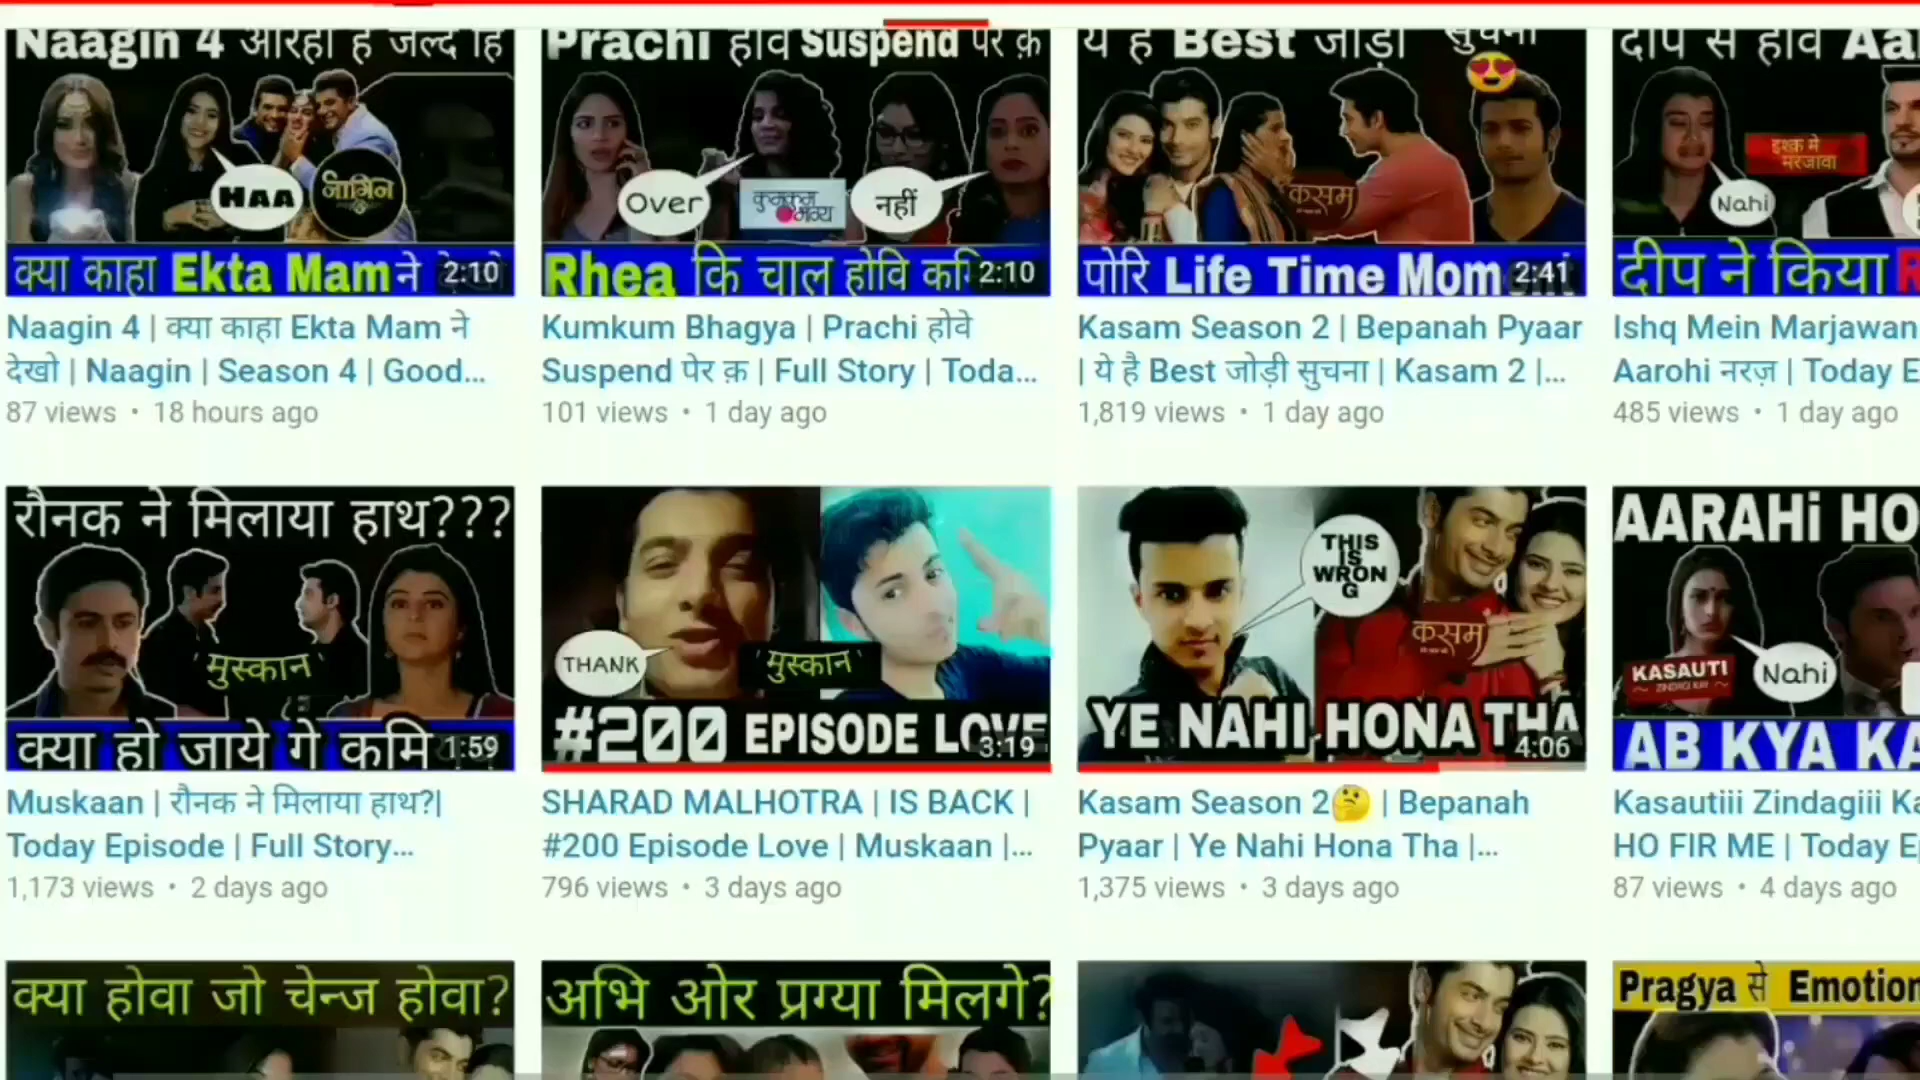 Naagin 4 आरहा है जल्द हि
HAA
नागिन
क्या काहा Ekta Mam ने
2:10
Naagin 4 | क्या काहा Ekta Mam ने
देखो | Naagin | Season 4 | Good...
87 views • 18 hours ago
Prachi होवे Suspend पेर क़
Over
कुमकुम भाग्य
नहीं
Rhea कि चाल होवि
2:10
Kumkum Bhagya | Prachi होवे
Suspend पेर क़ | Full Story | Toda...
101 views • 1 day ago
ये है Best जोड़ी सुचना
कसम
पोरि Life Time Mom
2:41
Kasam Season 2 | Bepanah Pyaar
| ये है Best जोड़ी सुचना | Kasam 2 |...
1,819 views • 1 day ago
दीप से होवे Aa
इश्क़ में
मरजावां
Nahi
दीप ने किया R
Ishq Mein Marjawan
Aarohi नरज़ | Today E
485 views • 1 day ago
रौनक ने मिलाया हाथ???
मुस्कान
क्या हो जाये गे कमि
1:59
Muskaan | रौनक ने मिलाया हाथ?|
Today Episode | Full Story...
1,173 views • 2 days ago
THANK
मुस्कान
#200 EPISODE LOVE
3:19
SHARAD MALHOTRA | IS BACK |
#200 Episode Love | Muskaan |...
796 views • 3 days ago
THIS
IS
WRON
G
कसम
YE NAHI HONA THA
4:06
Kasam Season 2🤔 | Bepanah
Pyaar | Ye Nahi Hona Tha |...
1,375 views • 3 days ago
AARAHi HO
KASAUTI
ZINDAGII KAY
Nahi
AB KYA KA
Kasautiii Zindagiii Ka
HO FIR ME | Today E
87 views • 4 days ago
क्या होवा जो चेन्ज होवा?
अभि ओर प्रग्या मिलगे?
Pragya से Emotion